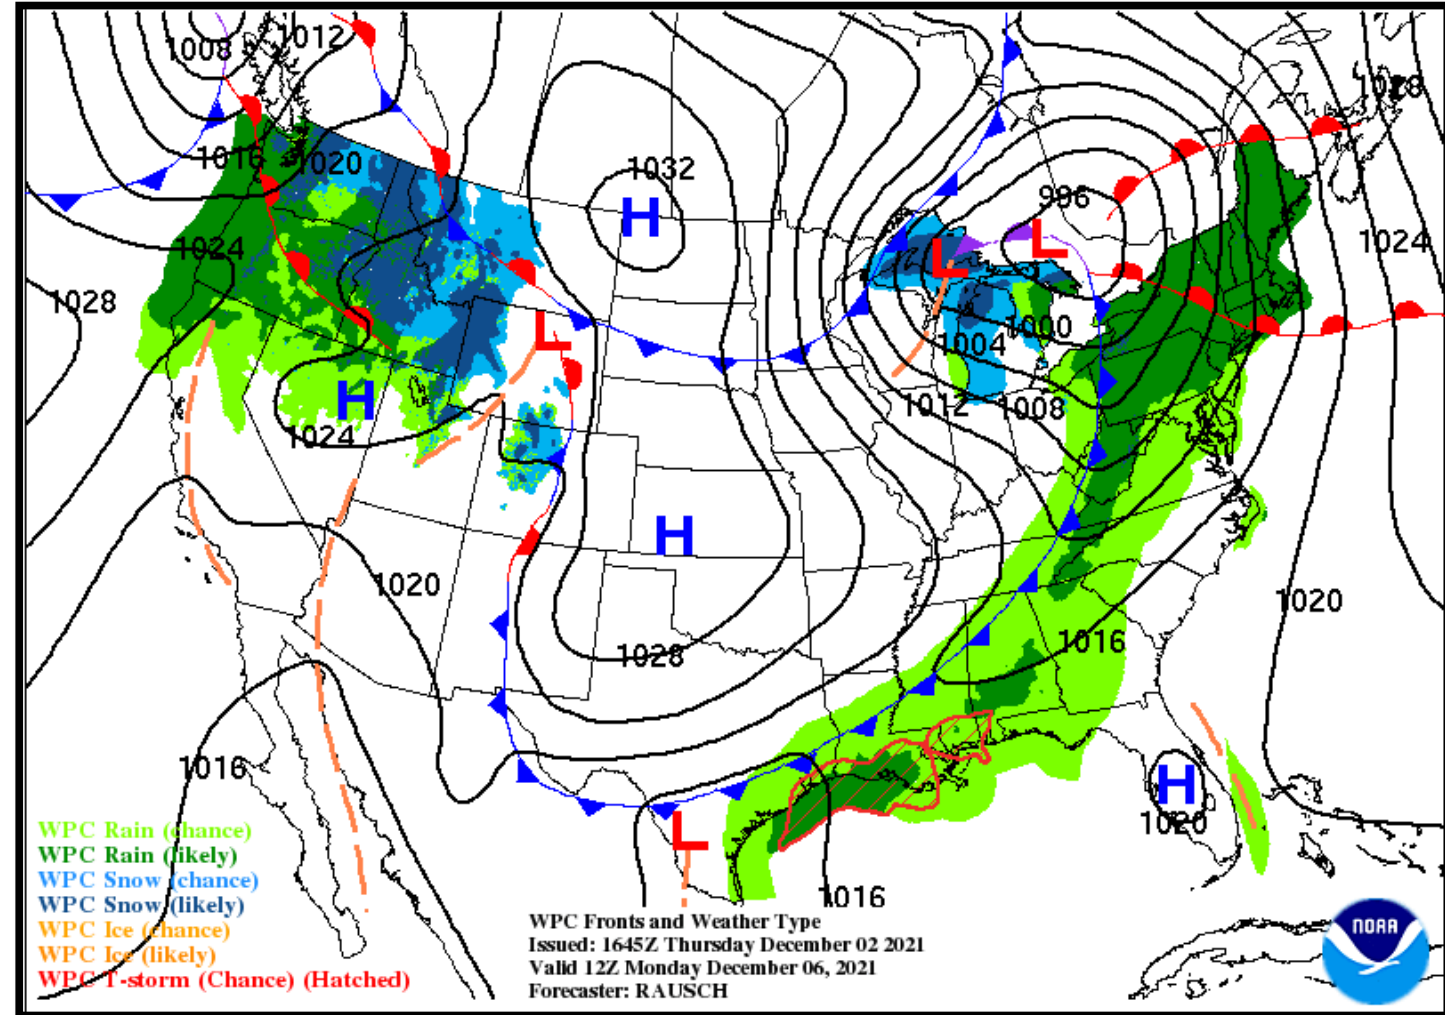 1008
1012
1028
1016
1020
1032
996
1024
1024
H
L
L
1028
1000
L
1004
H
1012
1008
1024
H
1020
1020
1016
1028
1016
H
1020
L
1016
WPC Rain (chance)
WPC Rain (likely)
WPC Snow (chance)
WPC Snow (likely)
WPC Ice (chance)
WPC Ice (likely)
WPC T-storm (Chance) (Hatched)
WPC Fronts and Weather Type
Issued: 1645Z Thursday December 02 2021
Valid 12Z Monday December 06, 2021
Forecaster: RAUSCH
NOAA